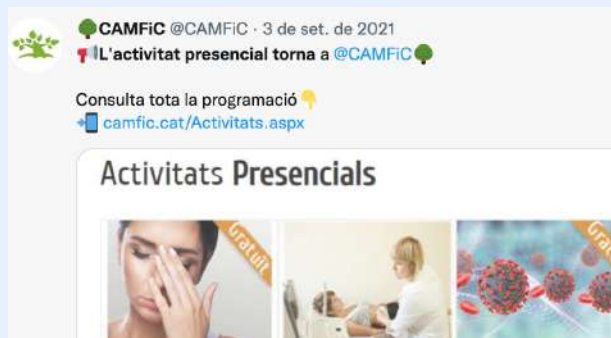 🌳CAMFiC @CAMFiC · 3 de set. de 2021
📢L'activitat presencial torna a @CAMFiC🌳
Consulta tota la programació👇
📲 camfic.cat/Activitats.aspx
Activitats Presencials
Gratuït